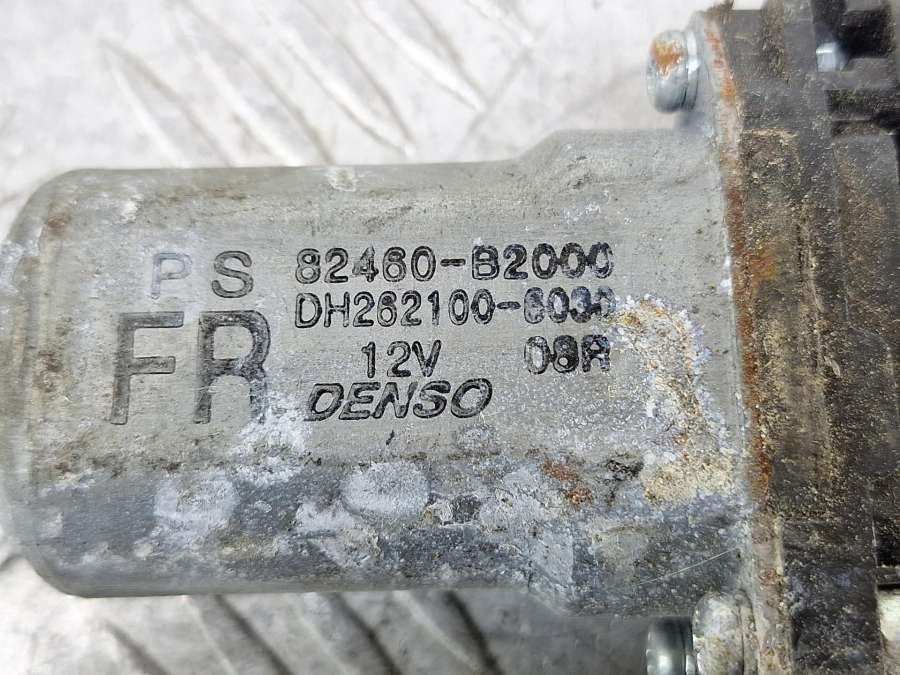 PS 82460-B2000
DH262100-6030
FR 12V 08R
DENSO